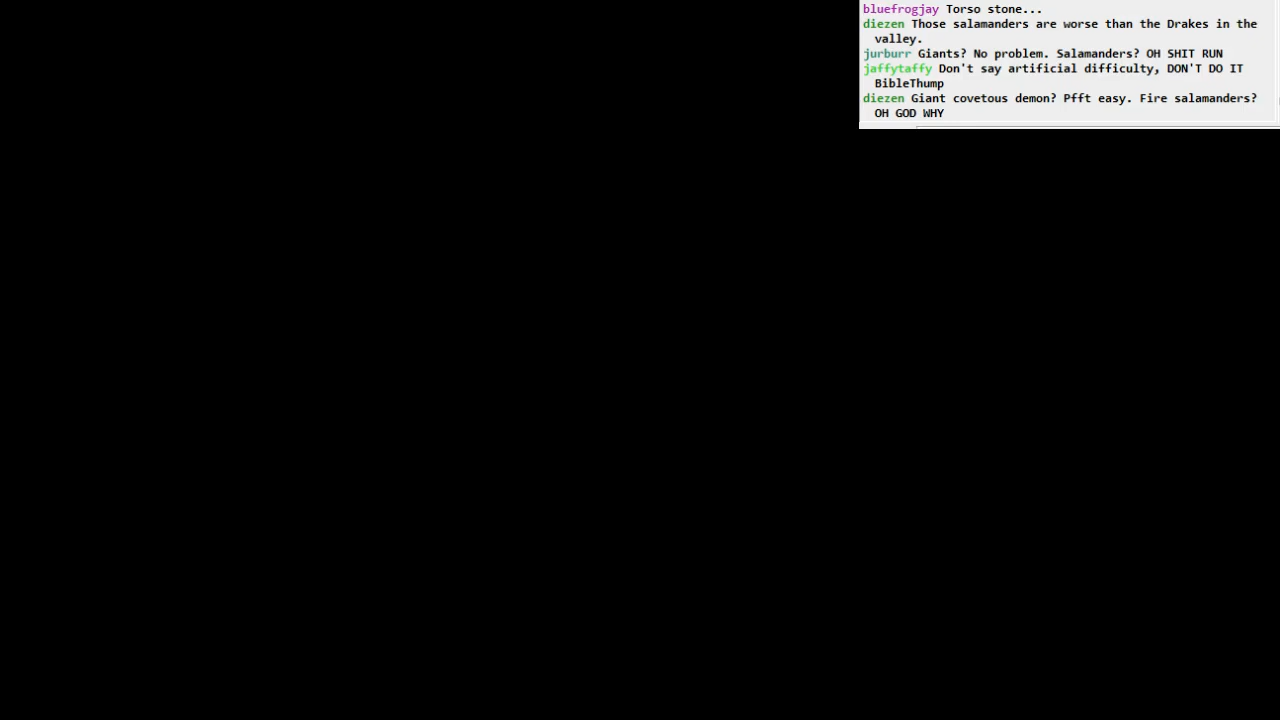 bluefrogjay Torso stone...
diezen Those salamanders are worse than the Drakes in the
valley.
jurburr Giants? No problem. Salamanders? OH SHIT RUN
jaffytaffy Don't say artificial difficulty, DON'T DO IT
BibleThump
diezen Giant covetous demon? Pfft easy. Fire salamanders?
OH GOD WHY